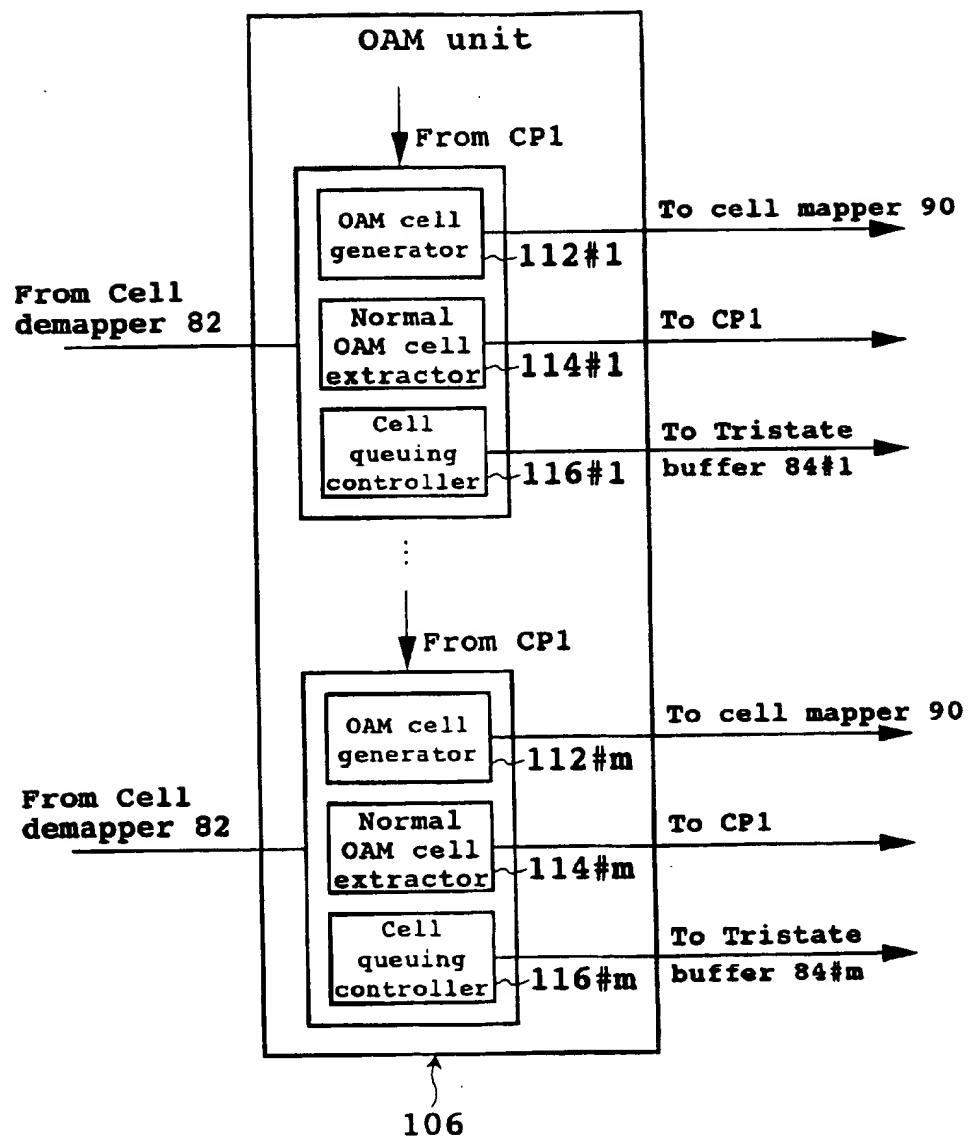 OAM unit
From CP1
OAM cell
generator
112#1
To cell mapper 90
From Cell
demapper 82
Normal
OAM cell
extractor
114#1
To CP1
Cell
queuing
controller
116#1
To Tristate
buffer 84#1
From CP1
OAM cell
generator
112#m
To cell mapper 90
From Cell
demapper 82
Normal
OAM cell
extractor
114#m
To CP1
Cell
queuing
controller
116#m
To Tristate
buffer 84#m
106